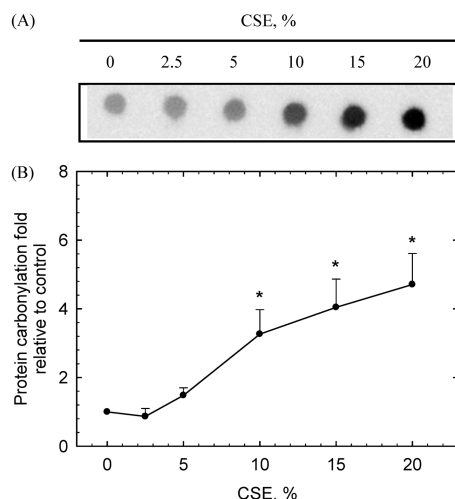 (A)
CSE, %
0 2.5 5 10 15 20
(B)
8
6
4
2
0
Protein carbonylation fold
relative to control
* * *
0 5 10 15 20
CSE, %